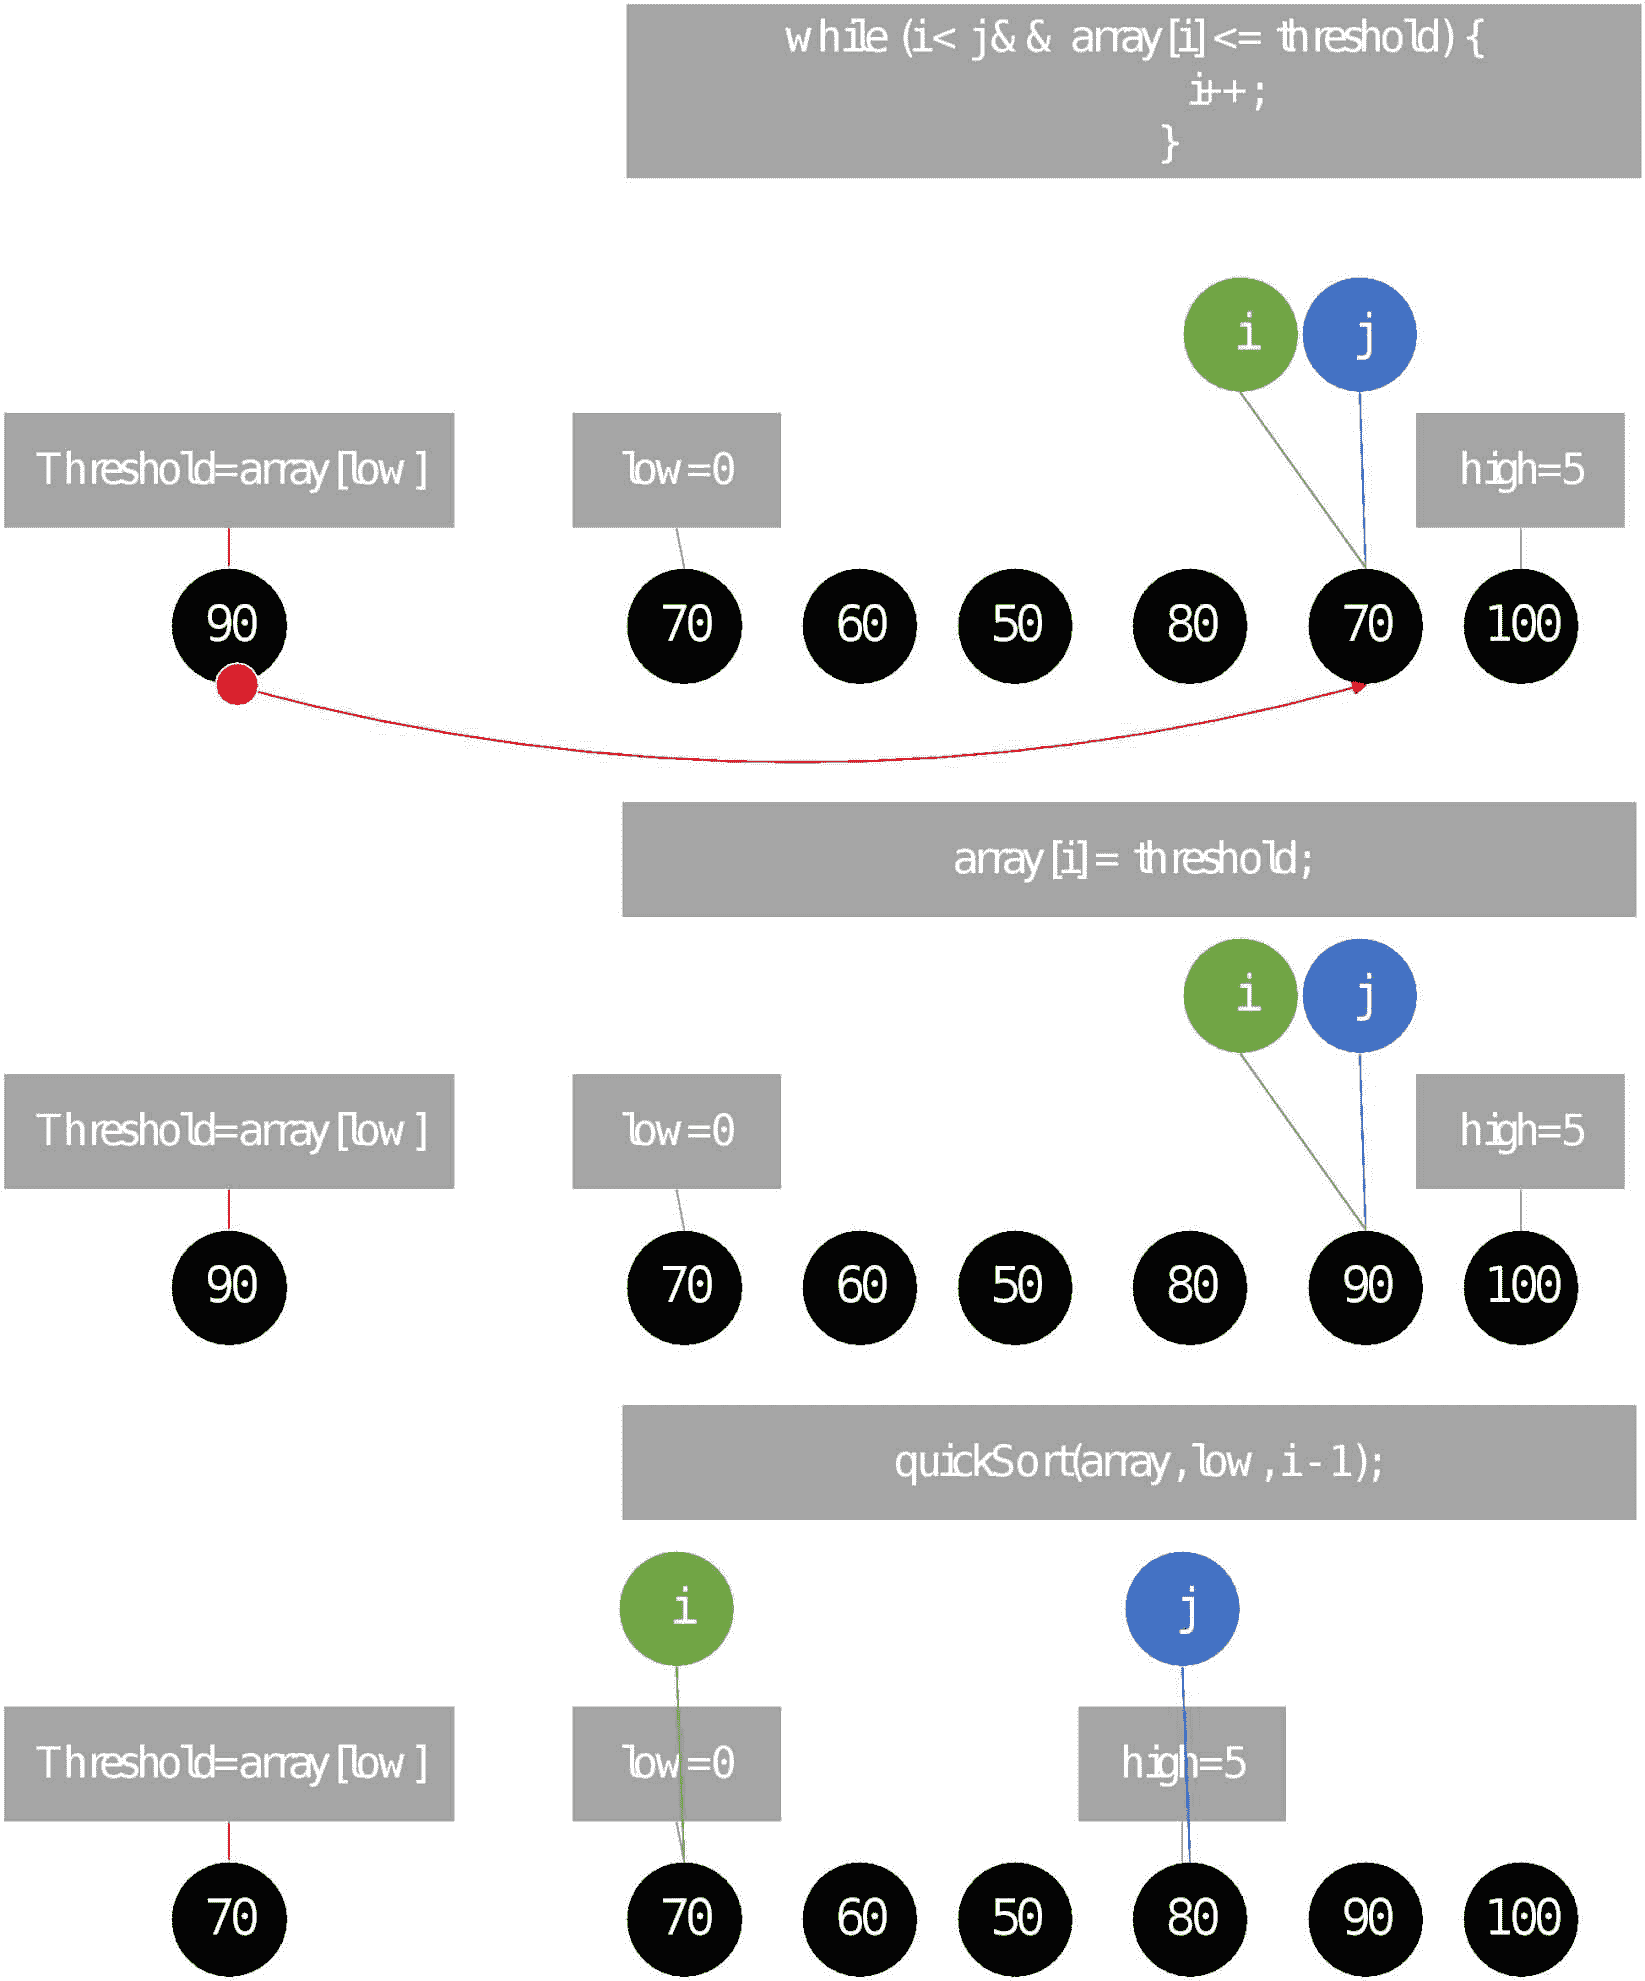 while (i < j && array[i] <= threshold) {
i++;
}
i j
Threshold=array[low] low=0 high=5
90 70 60 50 80 70 100
array[i] = threshold;
i j
Threshold=array[low] low=0 high=5
90 70 60 50 80 90 100
quickSort(array,low,i-1);
i j
Threshold=array[low] low=0 high=5
70 70 60 50 80 90 100